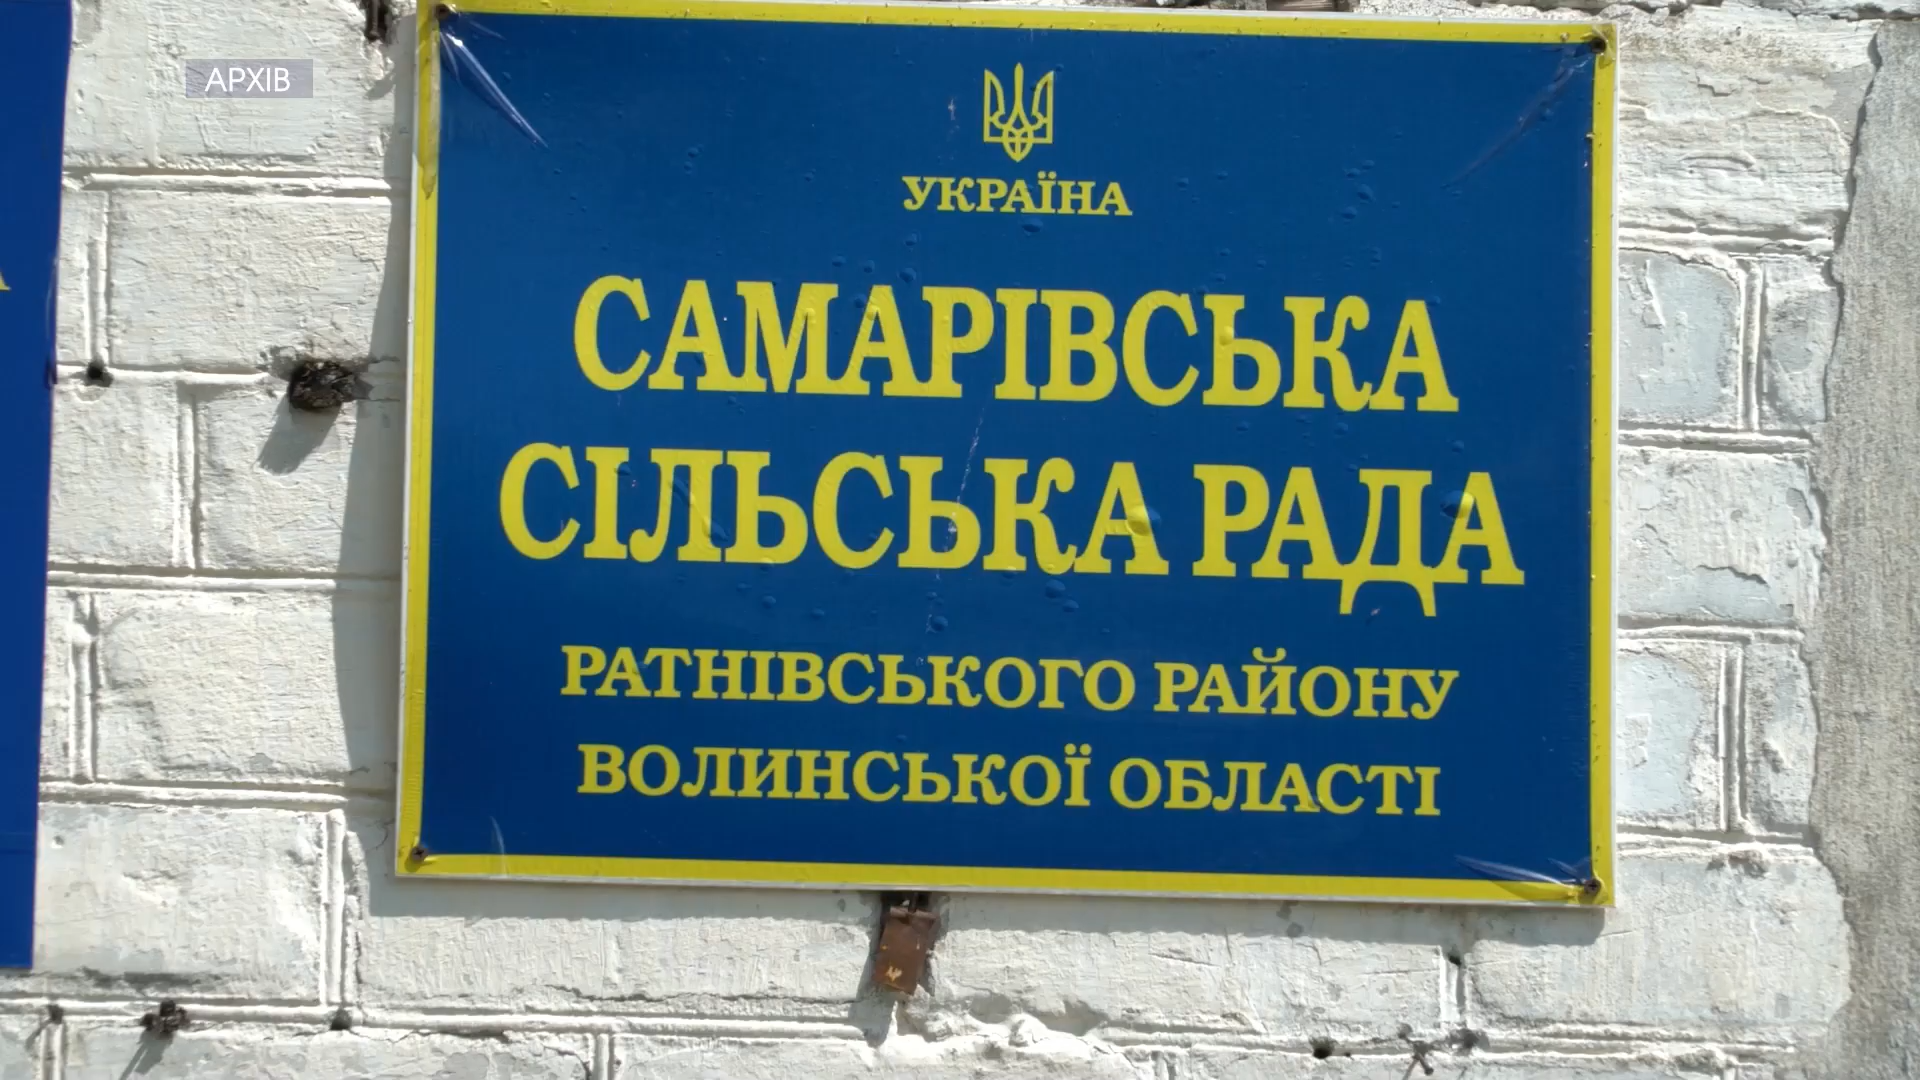 АРХІВ
УКРАЇНА
САМАРІВСЬКА
СІЛЬСЬКА РАДА
РАТНІВСЬКОГО РАЙОНУ
ВОЛИНСЬКОЇ ОБЛАСТІ